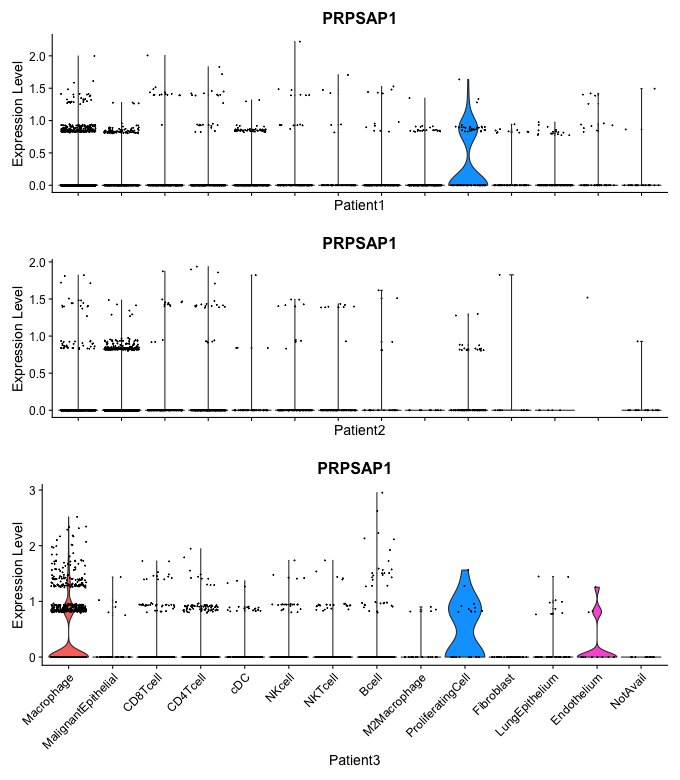 PRPSAP1
Expression Level
2.0
1.5
1.0
0.5
0.0
Patient1
PRPSAP1
Expression Level
2.0
1.5
1.0
0.5
0.0
Patient2
PRPSAP1
Expression Level
3
2
1
0
Macrophage
MalignantEpithelial
CD8Tcell
CD4Tcell
cDC
NKcell
NKTcell
Bcell
M2Macrophage
ProliferatingCell
Fibroblast
LungEpithelium
Endothelium
NotAvail
Patient3